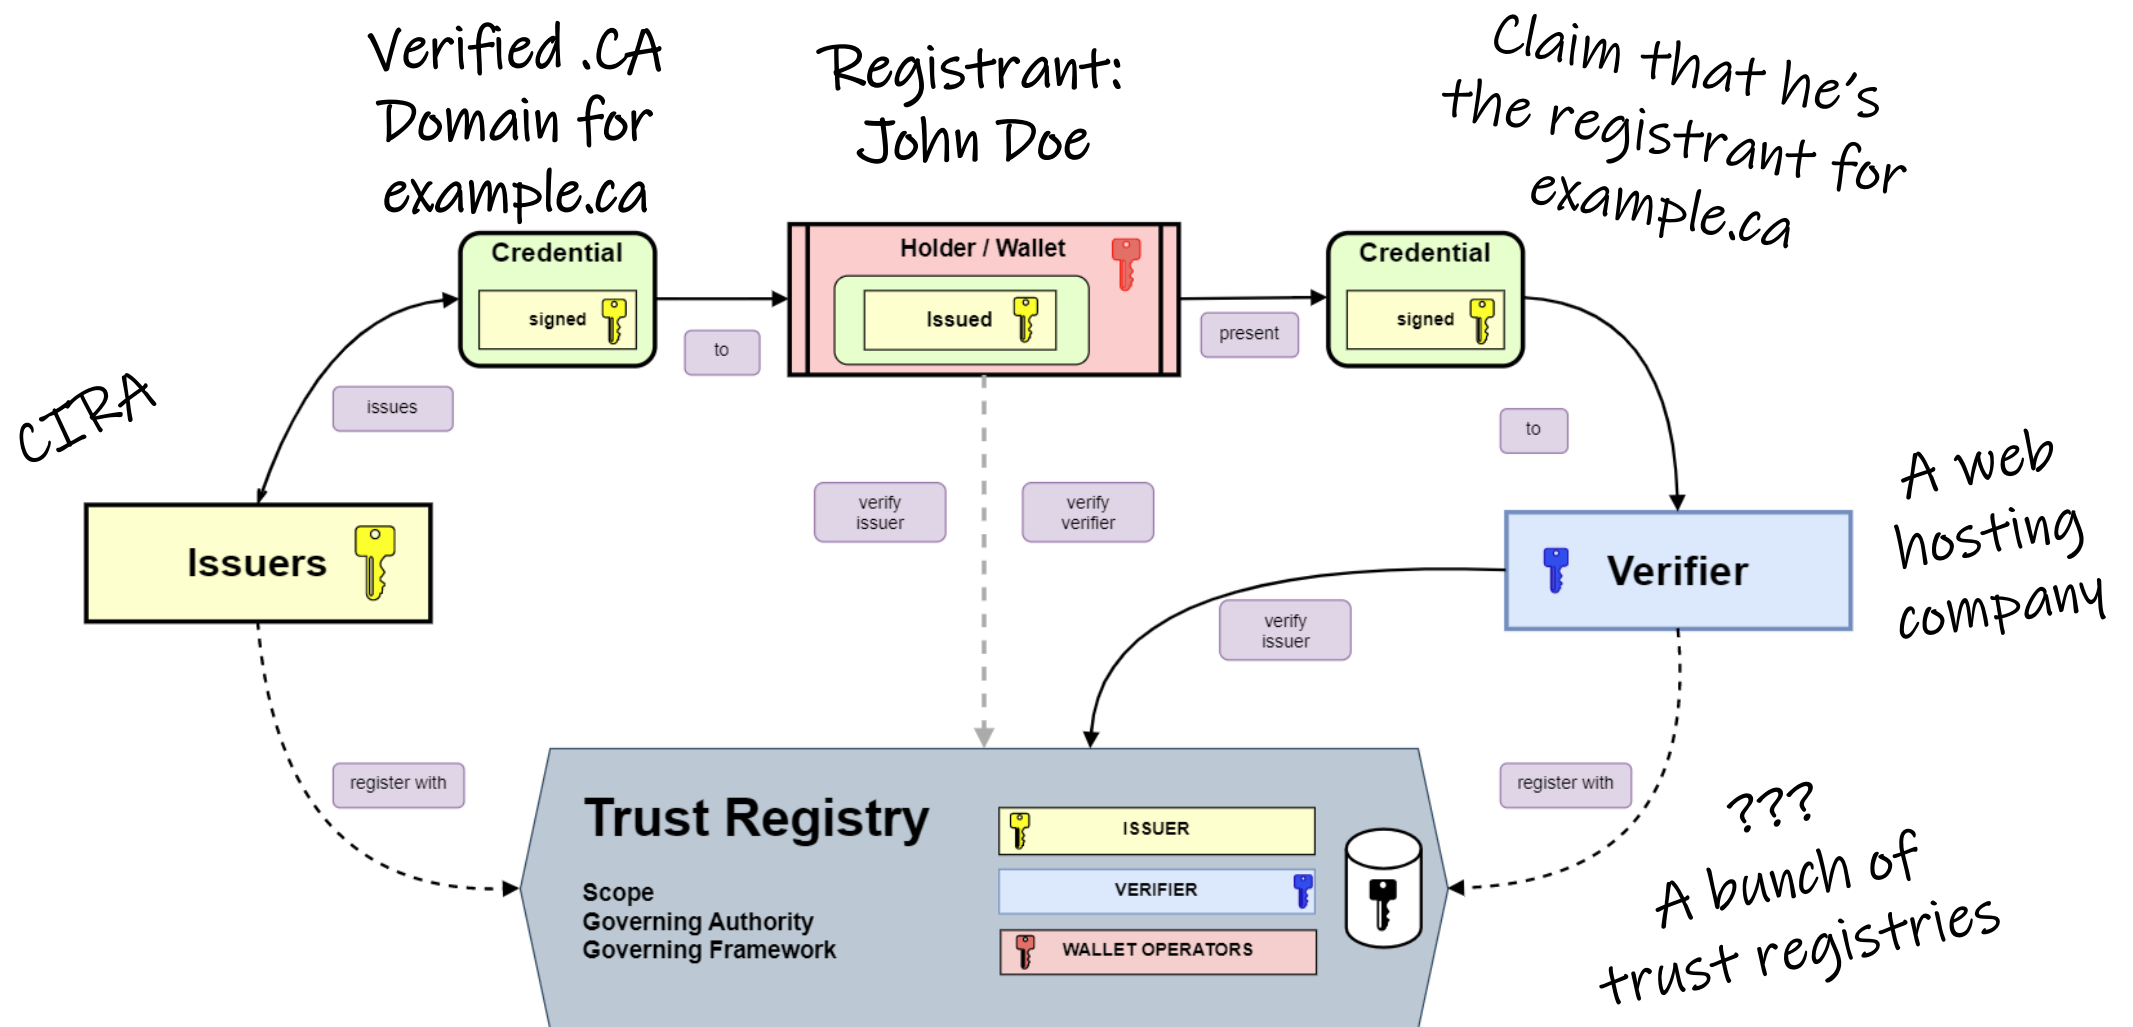 Verified .CA
Domain for
example.ca
Registrant:
John Doe
Claim that he's
the registrant for
example.ca
Credential
signed
Holder / Wallet
Issued
Credential
signed
to
present
CIRA
issues
to
verify
issuer
verify
verifier
A web
hosting
company
Issuers
Verifier
verify
issuer
register with
register with
???
A bunch of
trust registries
Trust Registry
Scope
Governing Authority
Governing Framework
ISSUER
VERIFIER
WALLET OPERATORS